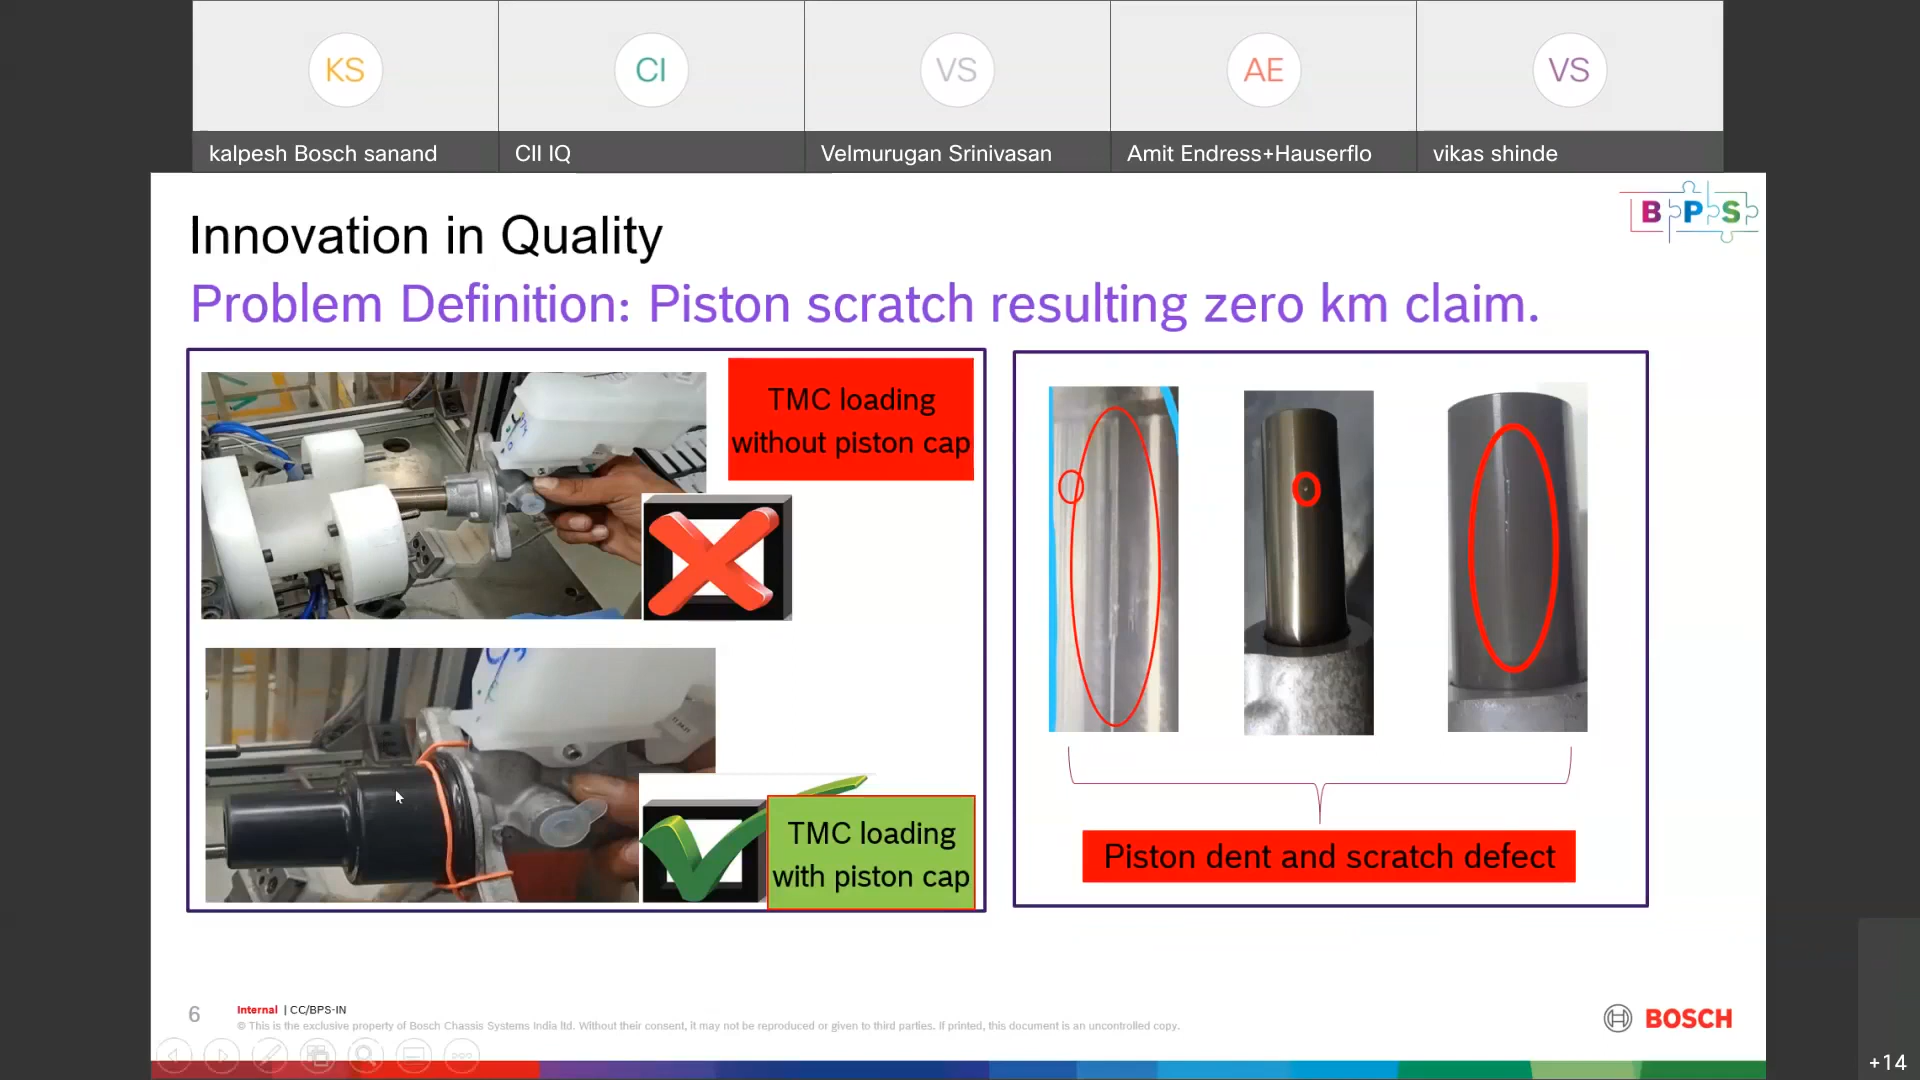 KS
CI
VS
AE
VS
kalpesh Bosch sanand
CII IQ
Velmurugan Srinivasan
Amit Endress+Hauserflo
vikas shinde
BPS
Innovation in Quality
Problem Definition: Piston scratch resulting zero km claim.
TMC loading
without piston cap
TMC loading
with piston cap
Piston dent and scratch defect
6
Internal | CC/BPS-IN
© This is the exclusive property of Bosch Chassis Systems India ltd. Without their consent, it may not be reproduced or given to third parties. If printed, this document is an uncontrolled copy.
BOSCH
+14